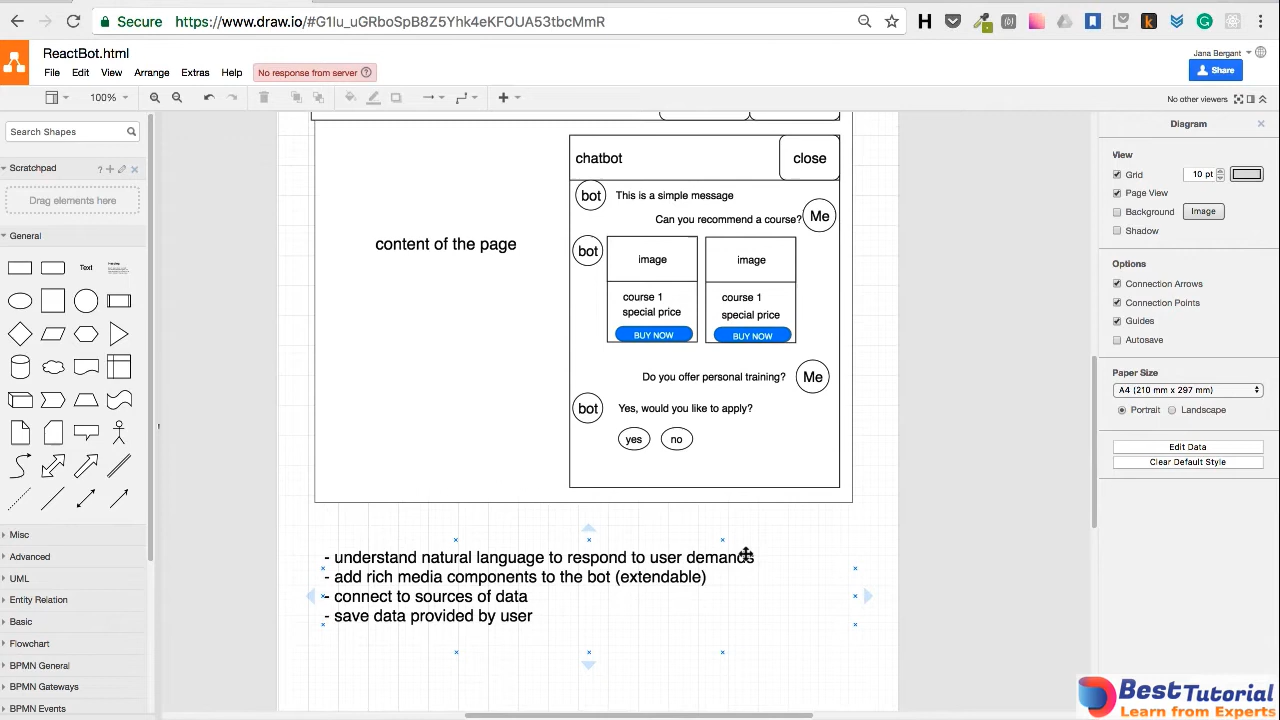 Secure https://www.draw.io/#G1lu_uGRboSpB8Z5Yhk4eKFOUA53tbcMmR
ReactBot.html
Jana Bergant
File Edit View Arrange Extras Help No response from server
Share
100%
No other viewers
Search Shapes
Scratchpad
Drag elements here
General
Text
Heading
Misc
Advanced
UML
Entity Relation
Basic
Flowchart
BPMN General
BPMN Gateways
BPMN Events
content of the page
chatbot close
bot This is a simple message
Can you recommend a course? Me
bot
image image
course 1 course 1
special price special price
BUY NOW BUY NOW
Do you offer personal training? Me
bot Yes, would you like to apply?
yes no
- understand natural language to respond to user demands
- add rich media components to the bot (extendable)
- connect to sources of data
- save data provided by user
Diagram
View
Grid 10 pt
Page View
Background Image
Shadow
Options
Connection Arrows
Connection Points
Guides
Autosave
Paper Size
A4 (210 mm x 297 mm)
Portrait Landscape
Edit Data
Clear Default Style
BestTutorial
Learn from Experts